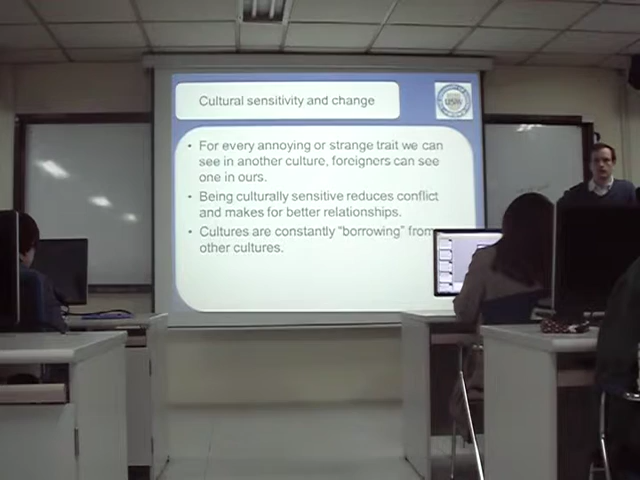 Cultural sensitivity and change
• For every annoying or strange trait we can
see in another culture, foreigners can see
one in ours.
• Being culturally sensitive reduces conflict
and makes for better relationships.
• Cultures are constantly “borrowing” from
other cultures.